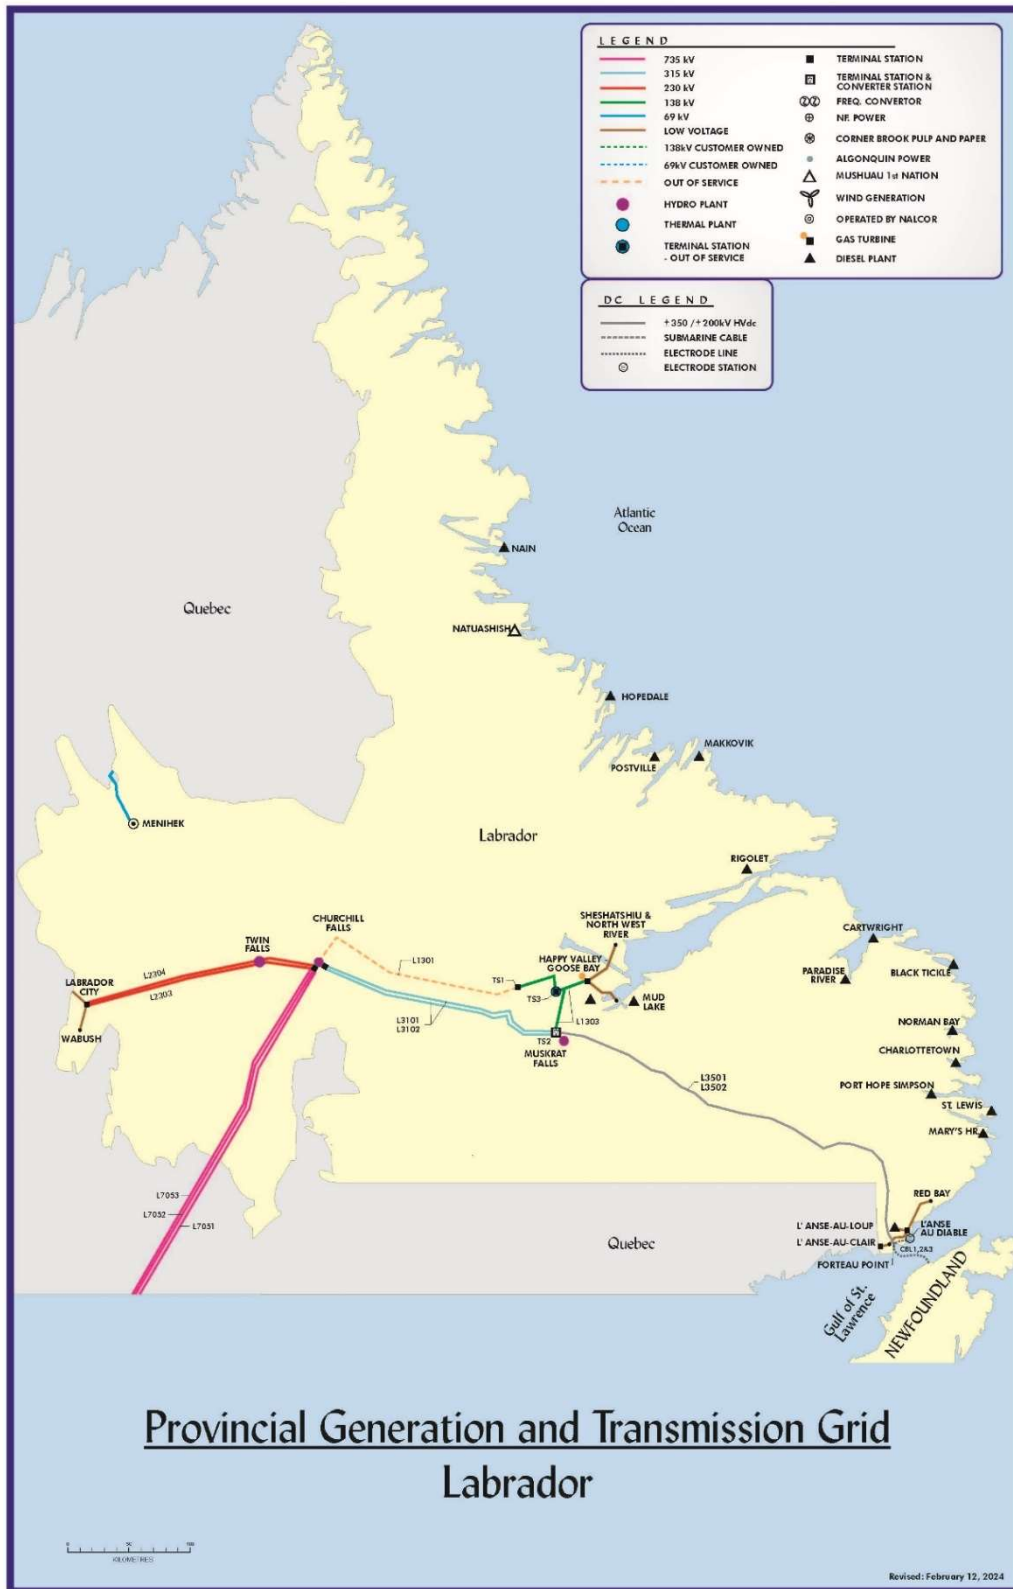 LEGEND
735 kV
315 kV
230 kV
138 kV
69 kV
LOW VOLTAGE
138kV CUSTOMER OWNED
69kV CUSTOMER OWNED
OUT OF SERVICE
HYDRO PLANT
THERMAL PLANT
TERMINAL STATION
- OUT OF SERVICE
TERMINAL STATION
TERMINAL STATION &
CONVERTER STATION
FREQ. CONVERTOR
NF. POWER
CORNER BROOK PULP AND PAPER
ALGONQUIN POWER
MUSHUAU 1st NATION
WIND GENERATION
OPERATED BY NALCOR
GAS TURBINE
DIESEL PLANT
DC LEGEND
±350 /±200kV HVdc
SUBMARINE CABLE
ELECTRODE LINE
ELECTRODE STATION
Atlantic
Ocean
NAIN
Quebec
NATUASHISH
HOPEDALE
MAKKOVIK
POSTVILLE
MENIHEK
Labrador
RIGOLET
CHURCHILL
FALLS
SHESHATSHIU &
NORTH WEST
RIVER
CARTWRIGHT
TWIN
FALLS
HAPPY VALLEY
GOOSE BAY
L1301
L2304
L2303
LABRADOR
CITY
TS1
TS3
PARADISE
RIVER
BLACK TICKLE
MUD
LAKE
L3101
L3102
L1303
WABUSH
TS2
MUSKRAT
FALLS
NORMAN BAY
CHARLOTTETOWN
L3501
L3502
PORT HOPE SIMPSON
ST. LEWIS
MARY'S HR.
L7053
L7052
L7051
RED BAY
L' ANSE-AU-LOUP
L'ANSE
AU DIABLE
L' ANSE-AU-CLAIR
CBL1,2&3
Quebec
FORTEAU POINT
Gulf of St.
Lawrence
NEWFOUNDLAND
Provincial Generation and Transmission Grid
Labrador
0 50 100
KILOMETRES
Revised: February 12, 2024